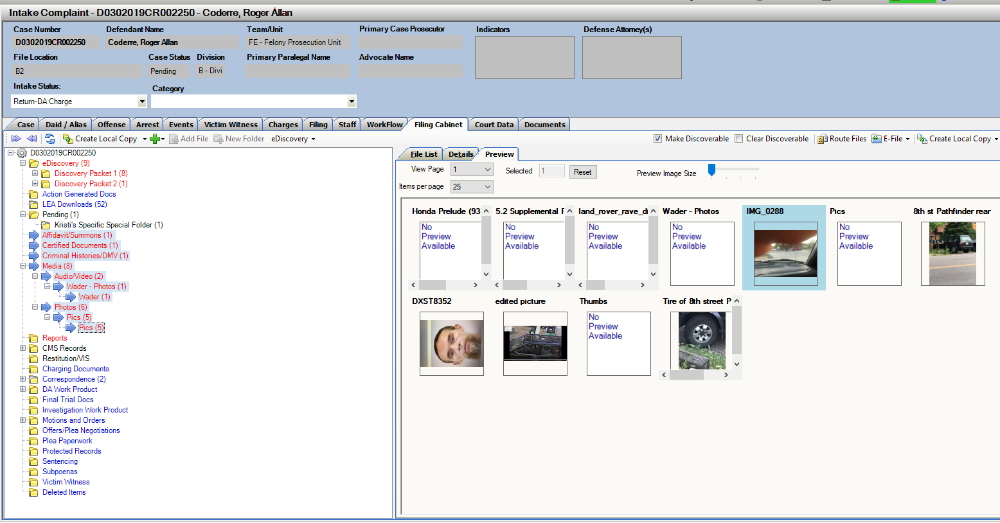 Intake Complaint - D0302019CR002250 - Coderre, Roger Allan
Case Number Defendant Name Team/Unit Primary Case Prosecutor Indicators Defense Attorney(s)
D0302019CR002250 Coderre, Roger Allan FE - Felony Prosecution Unit
File Location Case Status Division Primary Paralegal Name Advocate Name
B2 Pending B - Divi
Intake Status: Category
Return-DA Charge
Case Daid / Alias Offense Arrest Events Victim Witness Charges Filing Staff WorkFlow Filing Cabinet Court Data Documents
Create Local Copy Add File New Folder eDiscovery Make Discoverable Clear Discoverable Route Files E-File Create Local Copy
D0302019CR002250
eDiscovery (9)
Discovery Packet 1 (8)
Discovery Packet 2 (1)
Action Generated Docs
LEA Downloads (52)
Pending (1)
Kristi's Specific Special Folder (1)
Affidavit/Summons (1)
Certified Documents (1)
Criminal Histories/DMV (1)
Media (8)
Audio/Video (2)
Wader - Photos (1)
Wader (1)
Photos (6)
Pics (5)
Pics (5)
Reports
CMS Records
Restitution/VIS
Charging Documents
Correspondence (2)
DA Work Product
Final Trial Docs
Investigation Work Product
Motions and Orders
Offers/Plea Negotiations
Plea Paperwork
Protected Records
Sentencing
Subpoenas
Victim Witness
Deleted Items
File List Details Preview
View Page 1 Selected 1 Reset Preview Image Size
Items per page 25
Honda Prelude (93 5.2 Supplemental F land_rover_rave_di Wader - Photos IMG_0288 Pics 8th st Pathfinder rear
No No No No No
Preview Preview Preview Preview Preview
Available Available Available Available Available
DXST8352 edited picture Thumbs Tire of 8th street P
No
Preview
Available